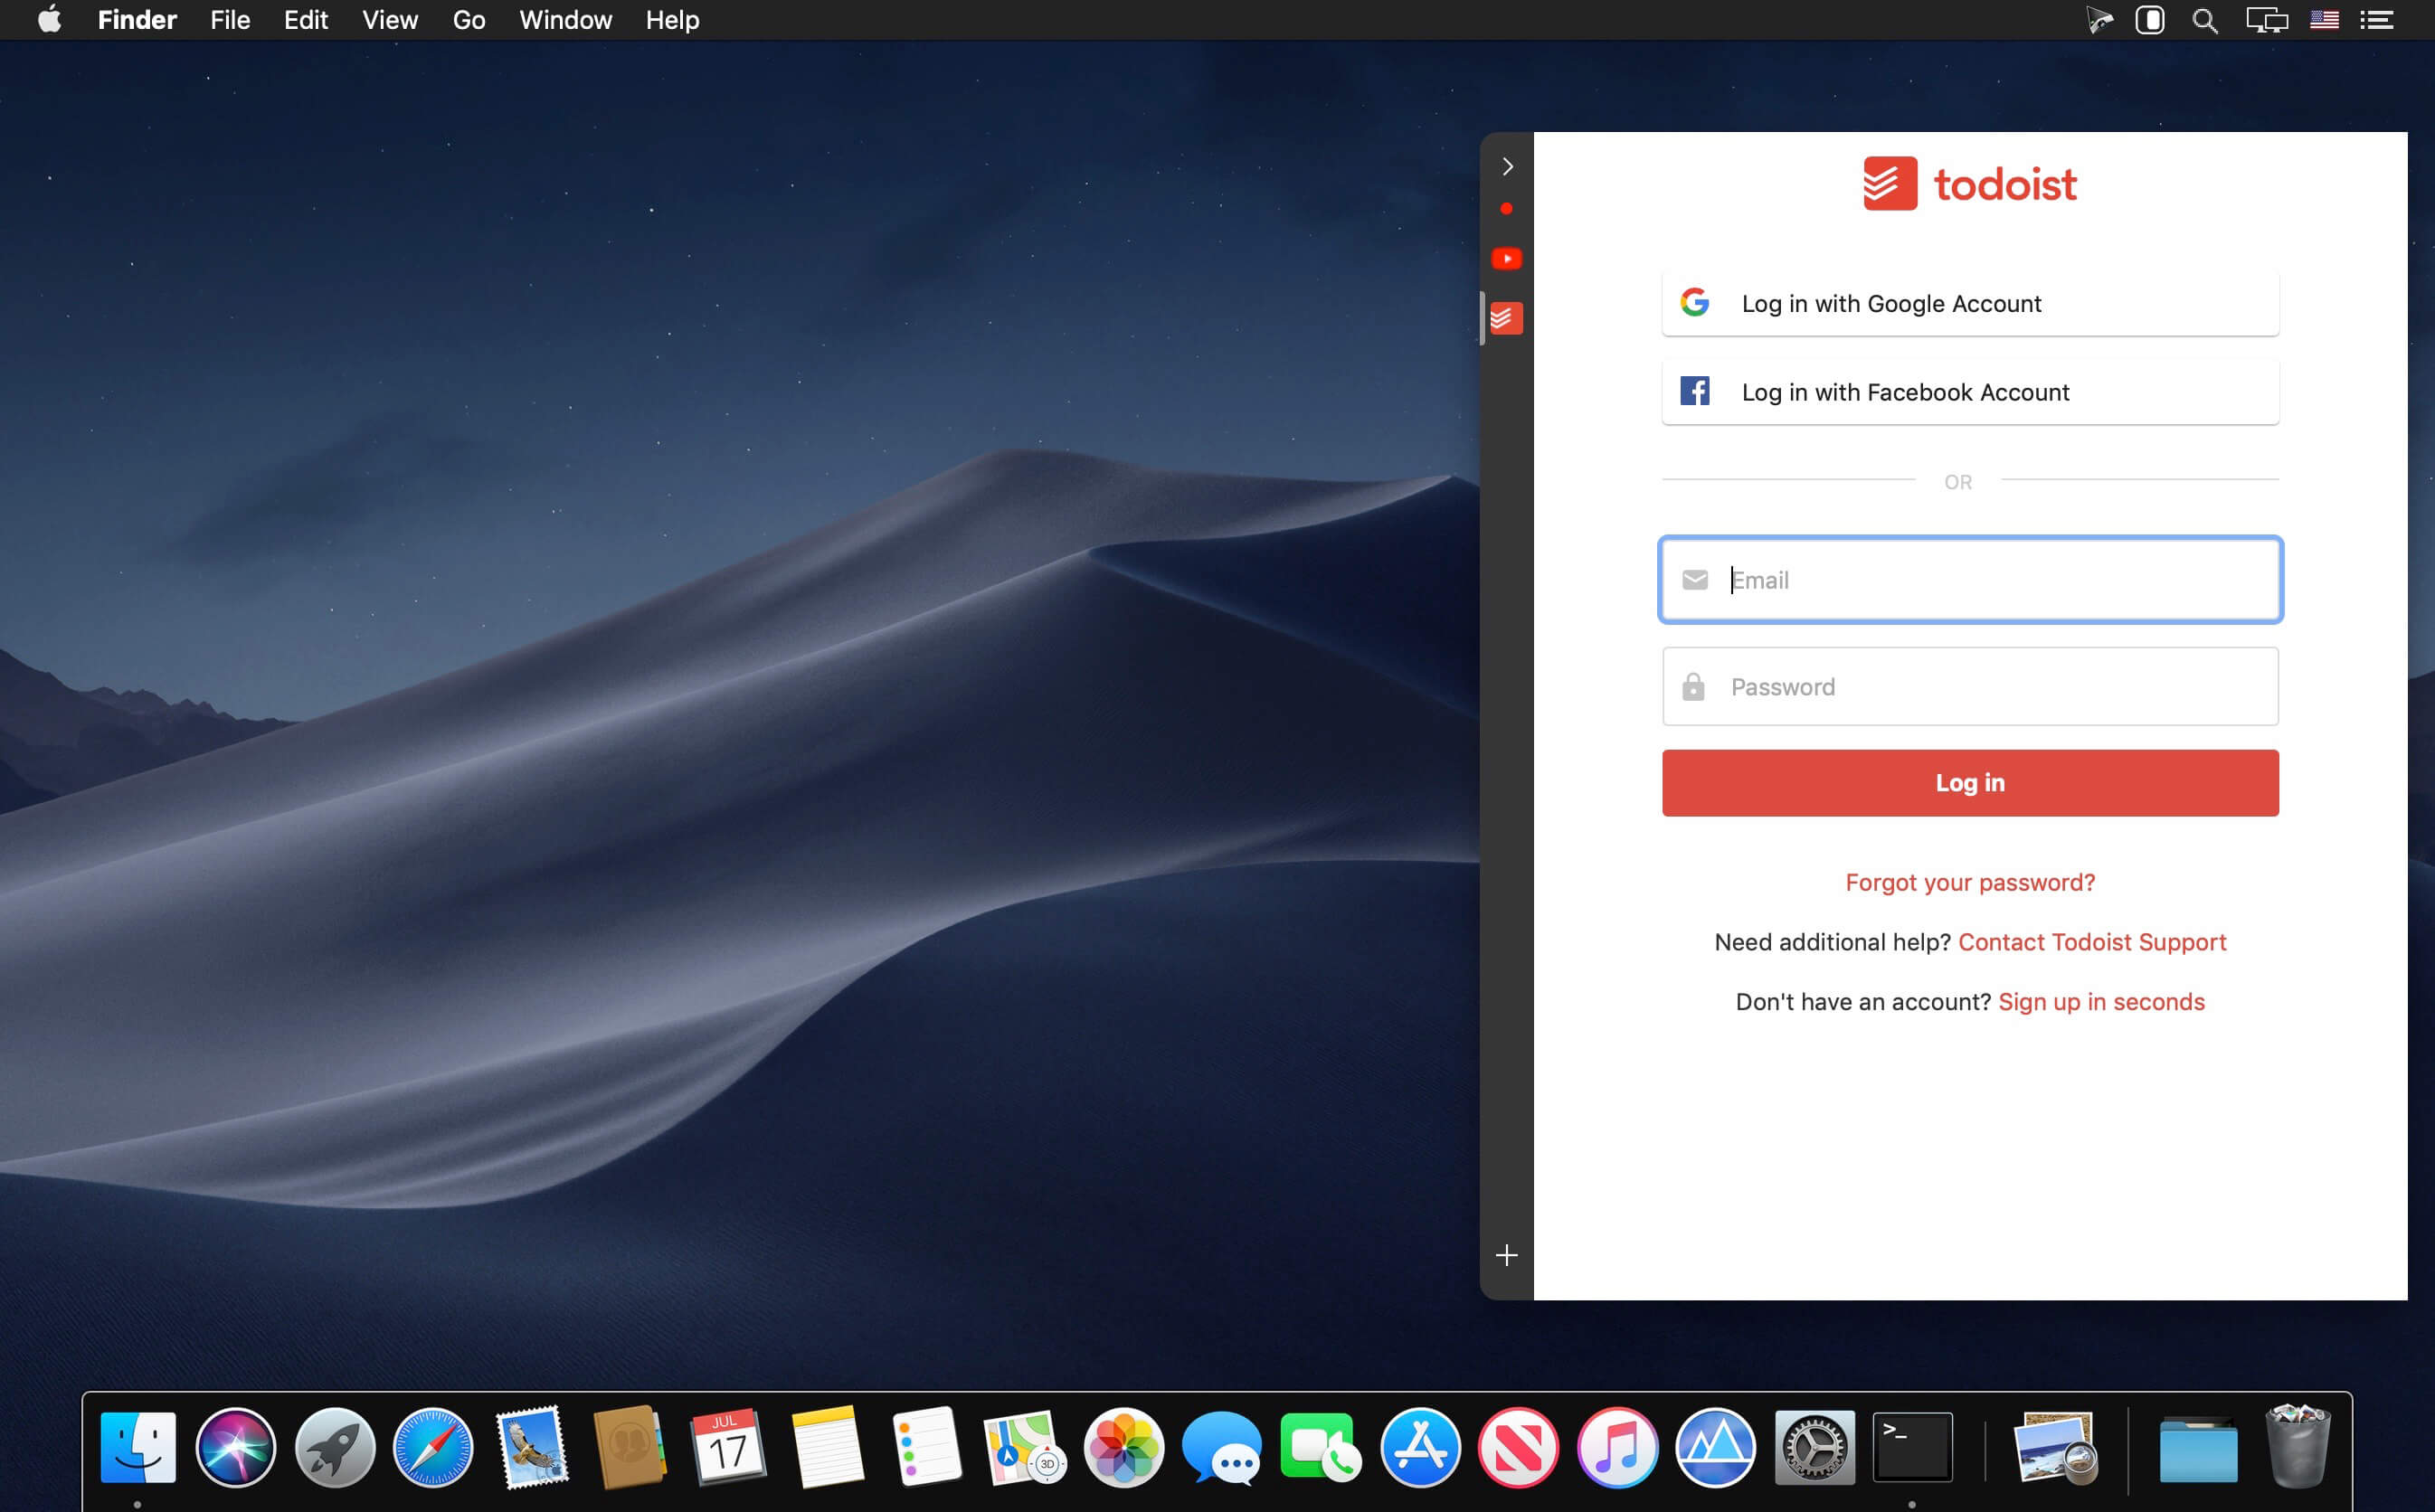 Finder File Edit View Go Window Help
todoist
Log in with Google Account
Log in with Facebook Account
OR
Email
Password
Log in
Forgot your password?
Need additional help? Contact Todoist Support
Don't have an account? Sign up in seconds
JUL
17
3D
>_